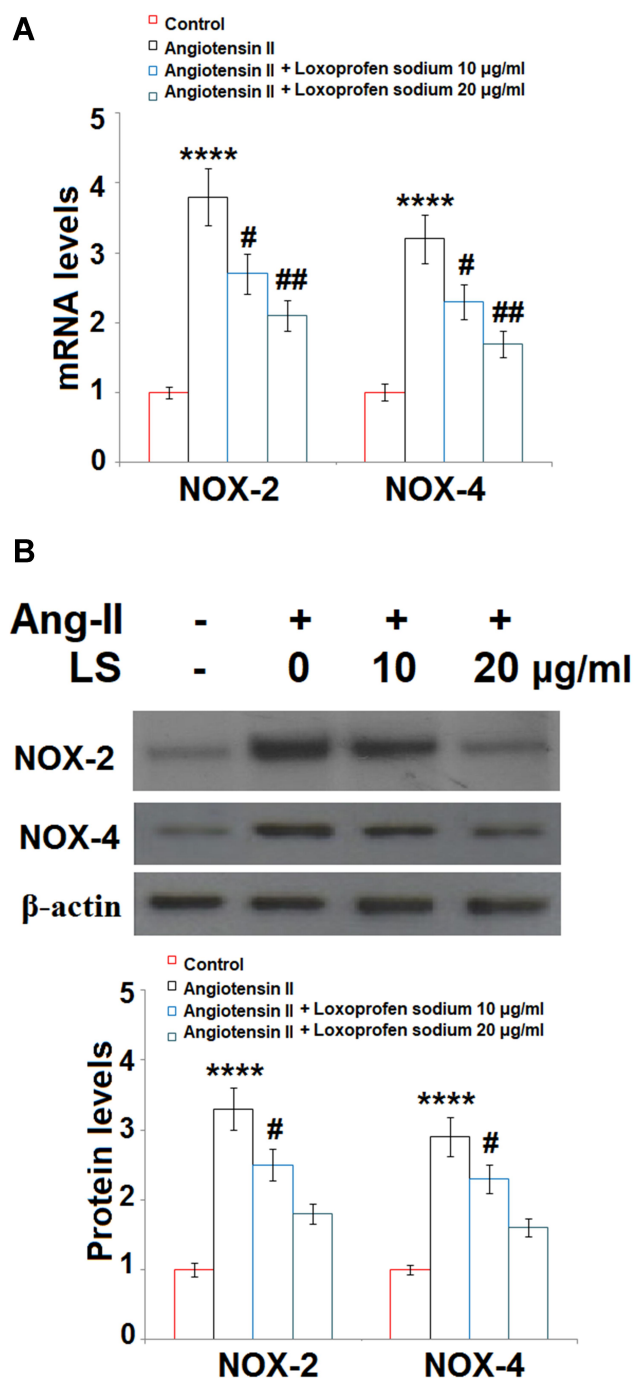 A
Control
Angiotensin II
Angiotensin II + Loxoprofen sodium 10 µg/ml
Angiotensin II + Loxoprofen sodium 20 µg/ml
mRNA levels
5
4
3
2
1
0
****
#
##
****
#
##
NOX-2 NOX-4
B
Ang-II - + + +
LS - 0 10 20 µg/ml
NOX-2
NOX-4
β-actin
Control
Angiotensin II
Angiotensin II + Loxoprofen sodium 10 µg/ml
Angiotensin II + Loxoprofen sodium 20 µg/ml
Protein levels
5
4
3
2
1
0
****
#
****
#
NOX-2 NOX-4